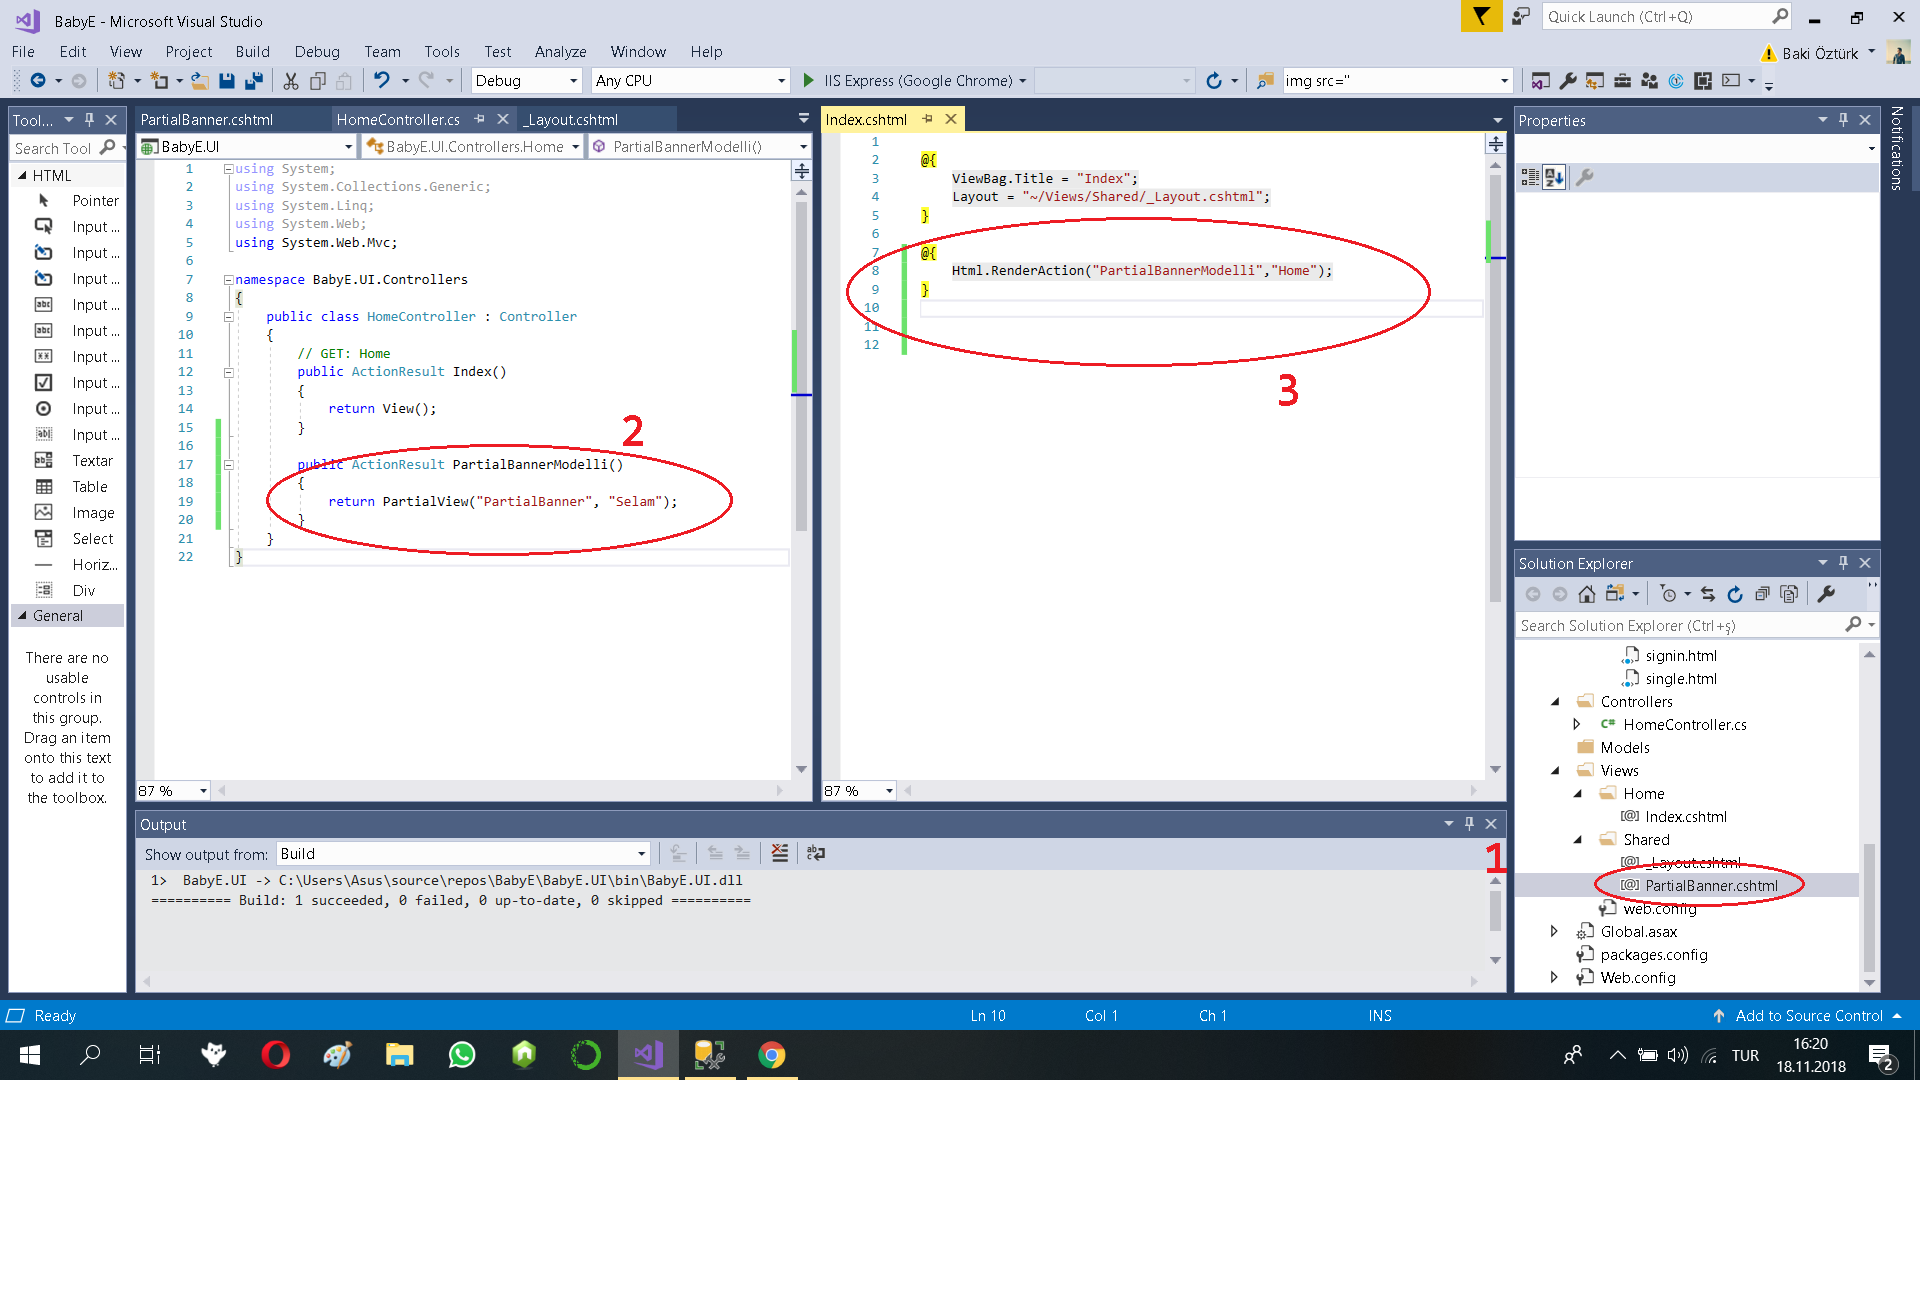 BabyE - Microsoft Visual Studio
Quick Launch (Ctrl+Q)
File Edit View Project Build Debug Team Tools Test Analyze Window Help
Baki Öztürk
Debug Any CPU IIS Express (Google Chrome) img src="
Tool...
Search Tool
HTML
Pointer
Input ...
Input ...
Input ...
Input ...
Input ...
Input ...
Input ...
Input ...
Input ...
Textar
Table
Image
Select
Horiz...
Div
General
There are no
usable
controls in
this group.
Drag an item
onto this text
to add it to
the toolbox.
PartialBanner.cshtml HomeController.cs _Layout.cshtml
BabyE.UI BabyE.UI.Controllers.Home PartialBannerModelli()
1 using System;
2 using System.Collections.Generic;
3 using System.Linq;
4 using System.Web;
5 using System.Web.Mvc;
6
7 namespace BabyE.UI.Controllers
8 {
9 public class HomeController : Controller
10 {
11 // GET: Home
12 public ActionResult Index()
13 {
14 return View();
15 }
16
17 public ActionResult PartialBannerModelli()
18 {
19 return PartialView("PartialBanner", "Selam");
20 }
21 }
22 }
2
87 %
Index.cshtml
1
2 @{
3 ViewBag.Title = "Index";
4 Layout = "~/Views/Shared/_Layout.cshtml";
5 }
6
7 @{
8 Html.RenderAction("PartialBannerModelli","Home");
9 }
10
11
12
3
87 %
Output
Show output from: Build
1> BabyE.UI -> C:\Users\Asus\source\repos\BabyE\BabyE.UI\bin\BabyE.UI.dll
========== Build: 1 succeeded, 0 failed, 0 up-to-date, 0 skipped ==========
1
Properties
Notifications
Solution Explorer
Search Solution Explorer (Ctrl+ş)
signin.html
single.html
Controllers
C# HomeController.cs
Models
Views
Home
[@] Index.cshtml
Shared
[@] _Layout.cshtml
[@] PartialBanner.cshtml
web.config
Global.asax
packages.config
Web.config
Ready Ln 10 Col 1 Ch 1 INS Add to Source Control
TUR 16:20
18.11.2018
2